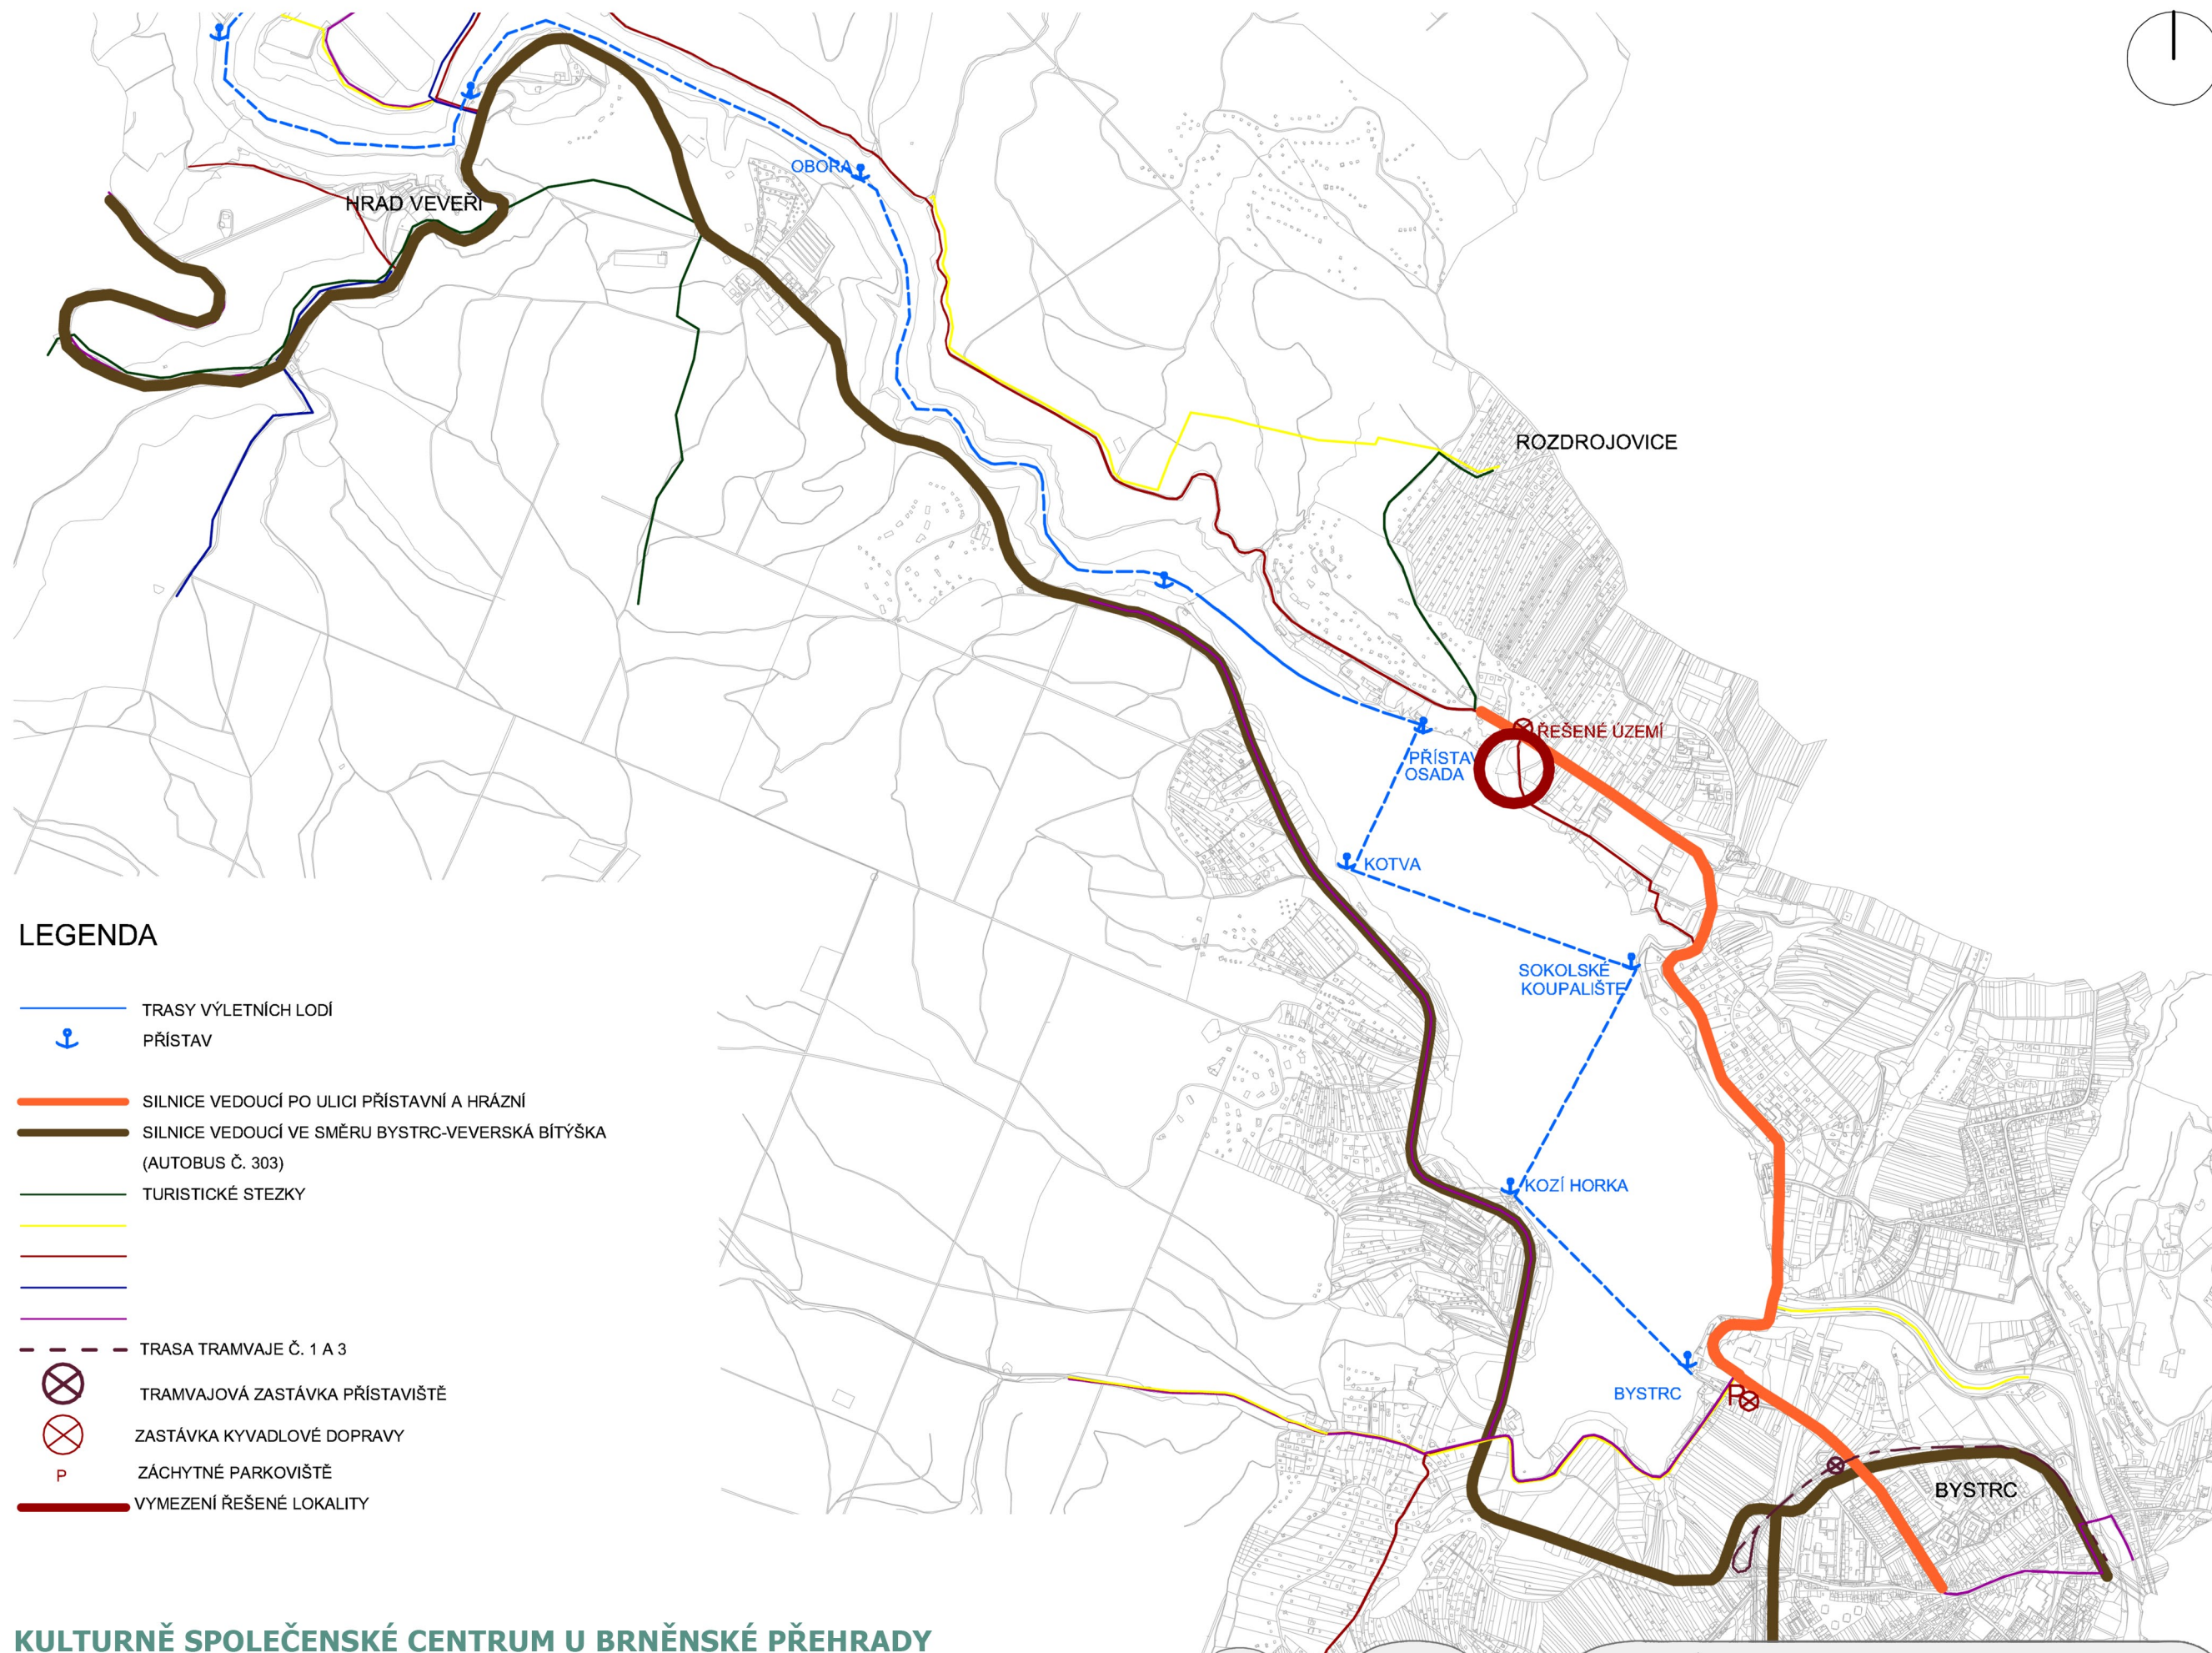 OBORA
HRAD VEVEŘÍ
ROZDROJOVICE
ŘEŠENÉ ÚZEMÍ
PŘÍSTAV
OSADA
KOTVA
SOKOLSKÉ
KOUPALIŠTE
KOZÍ HORKA
BYSTRC
P
BYSTRC
LEGENDA
TRASY VÝLETNÍCH LODÍ
PŘÍSTAV
SILNICE VEDOUCÍ PO ULICI PŘÍSTAVNÍ A HRÁZNÍ
SILNICE VEDOUCÍ VE SMĚRU BYSTRC-VEVERSKÁ BÍTÝŠKA
(AUTOBUS Č. 303)
TURISTICKÉ STEZKY
TRASA TRAMVAJE Č. 1 A 3
TRAMVAJOVÁ ZASTÁVKA PŘÍSTAVIŠTĚ
ZASTÁVKA KYVADLOVÉ DOPRAVY
P ZÁCHYTNÉ PARKOVIŠTĚ
VYMEZENÍ ŘEŠENÉ LOKALITY
KULTURNĚ SPOLEČENSKÉ CENTRUM U BRNĚNSKÉ PŘEHRADY